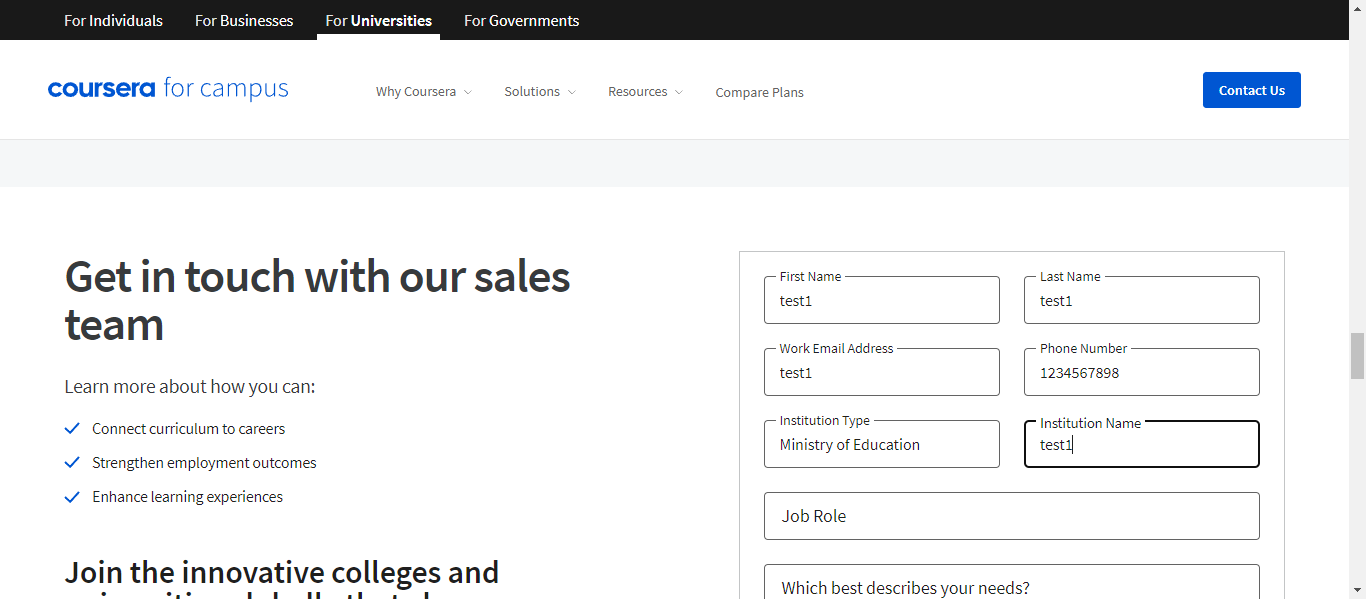 For Individuals For Businesses For Universities For Governments
coursera for campus Why Coursera Solutions Resources Compare Plans Contact Us
Get in touch with our sales
team
Learn more about how you can:
Connect curriculum to careers
Strengthen employment outcomes
Enhance learning experiences
Join the innovative colleges and
First Name Last Name
test1 test1
Work Email Address Phone Number
test1 1234567898
Institution Type Institution Name
Ministry of Education test1
Job Role
Which best describes your needs?